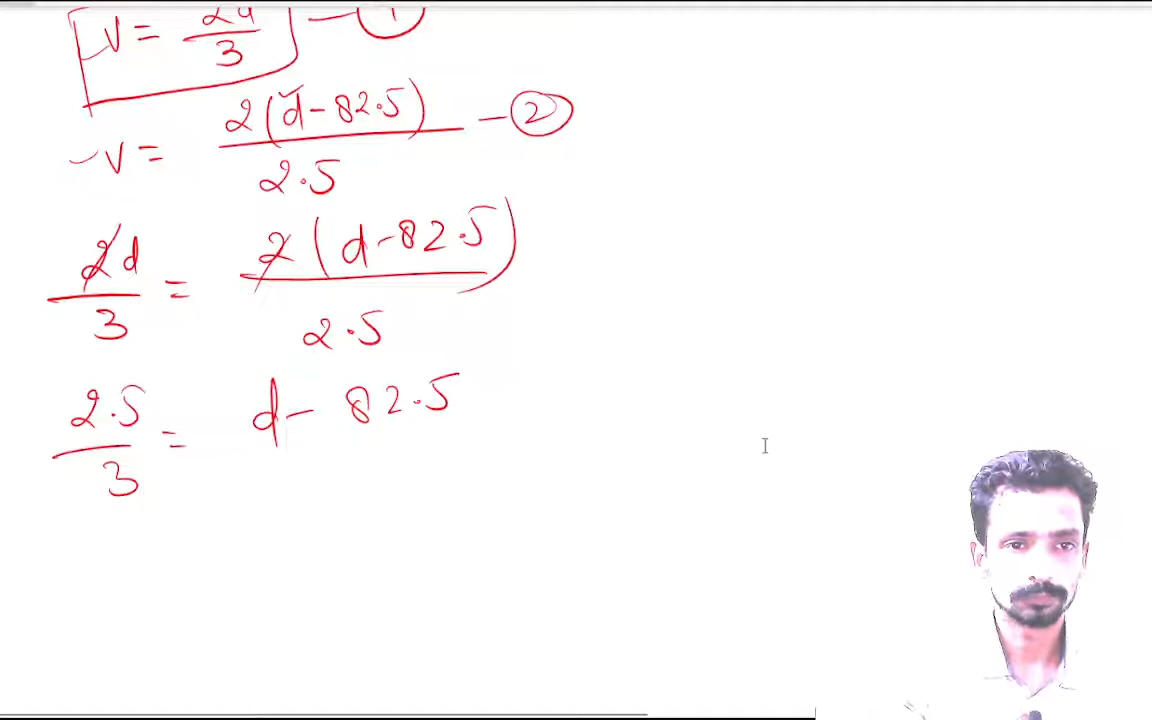 v = 2d/3 — ①
v = 2(d - 82.5)/2.5 — ②
2d/3 = 2(d - 82.5)/2.5
2.5/3 = d - 82.5